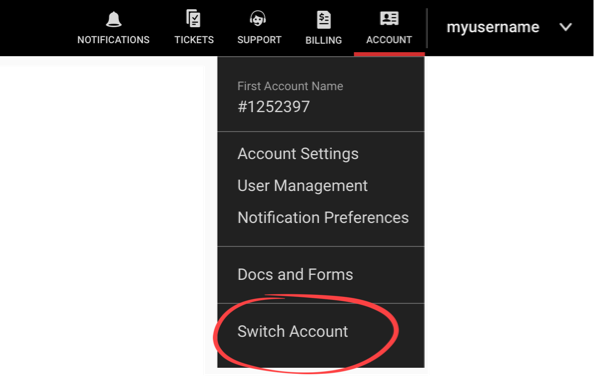 NOTIFICATIONS TICKETS SUPPORT BILLING ACCOUNT myusername
First Account Name
#1252397
Account Settings
User Management
Notification Preferences
Docs and Forms
Switch Account